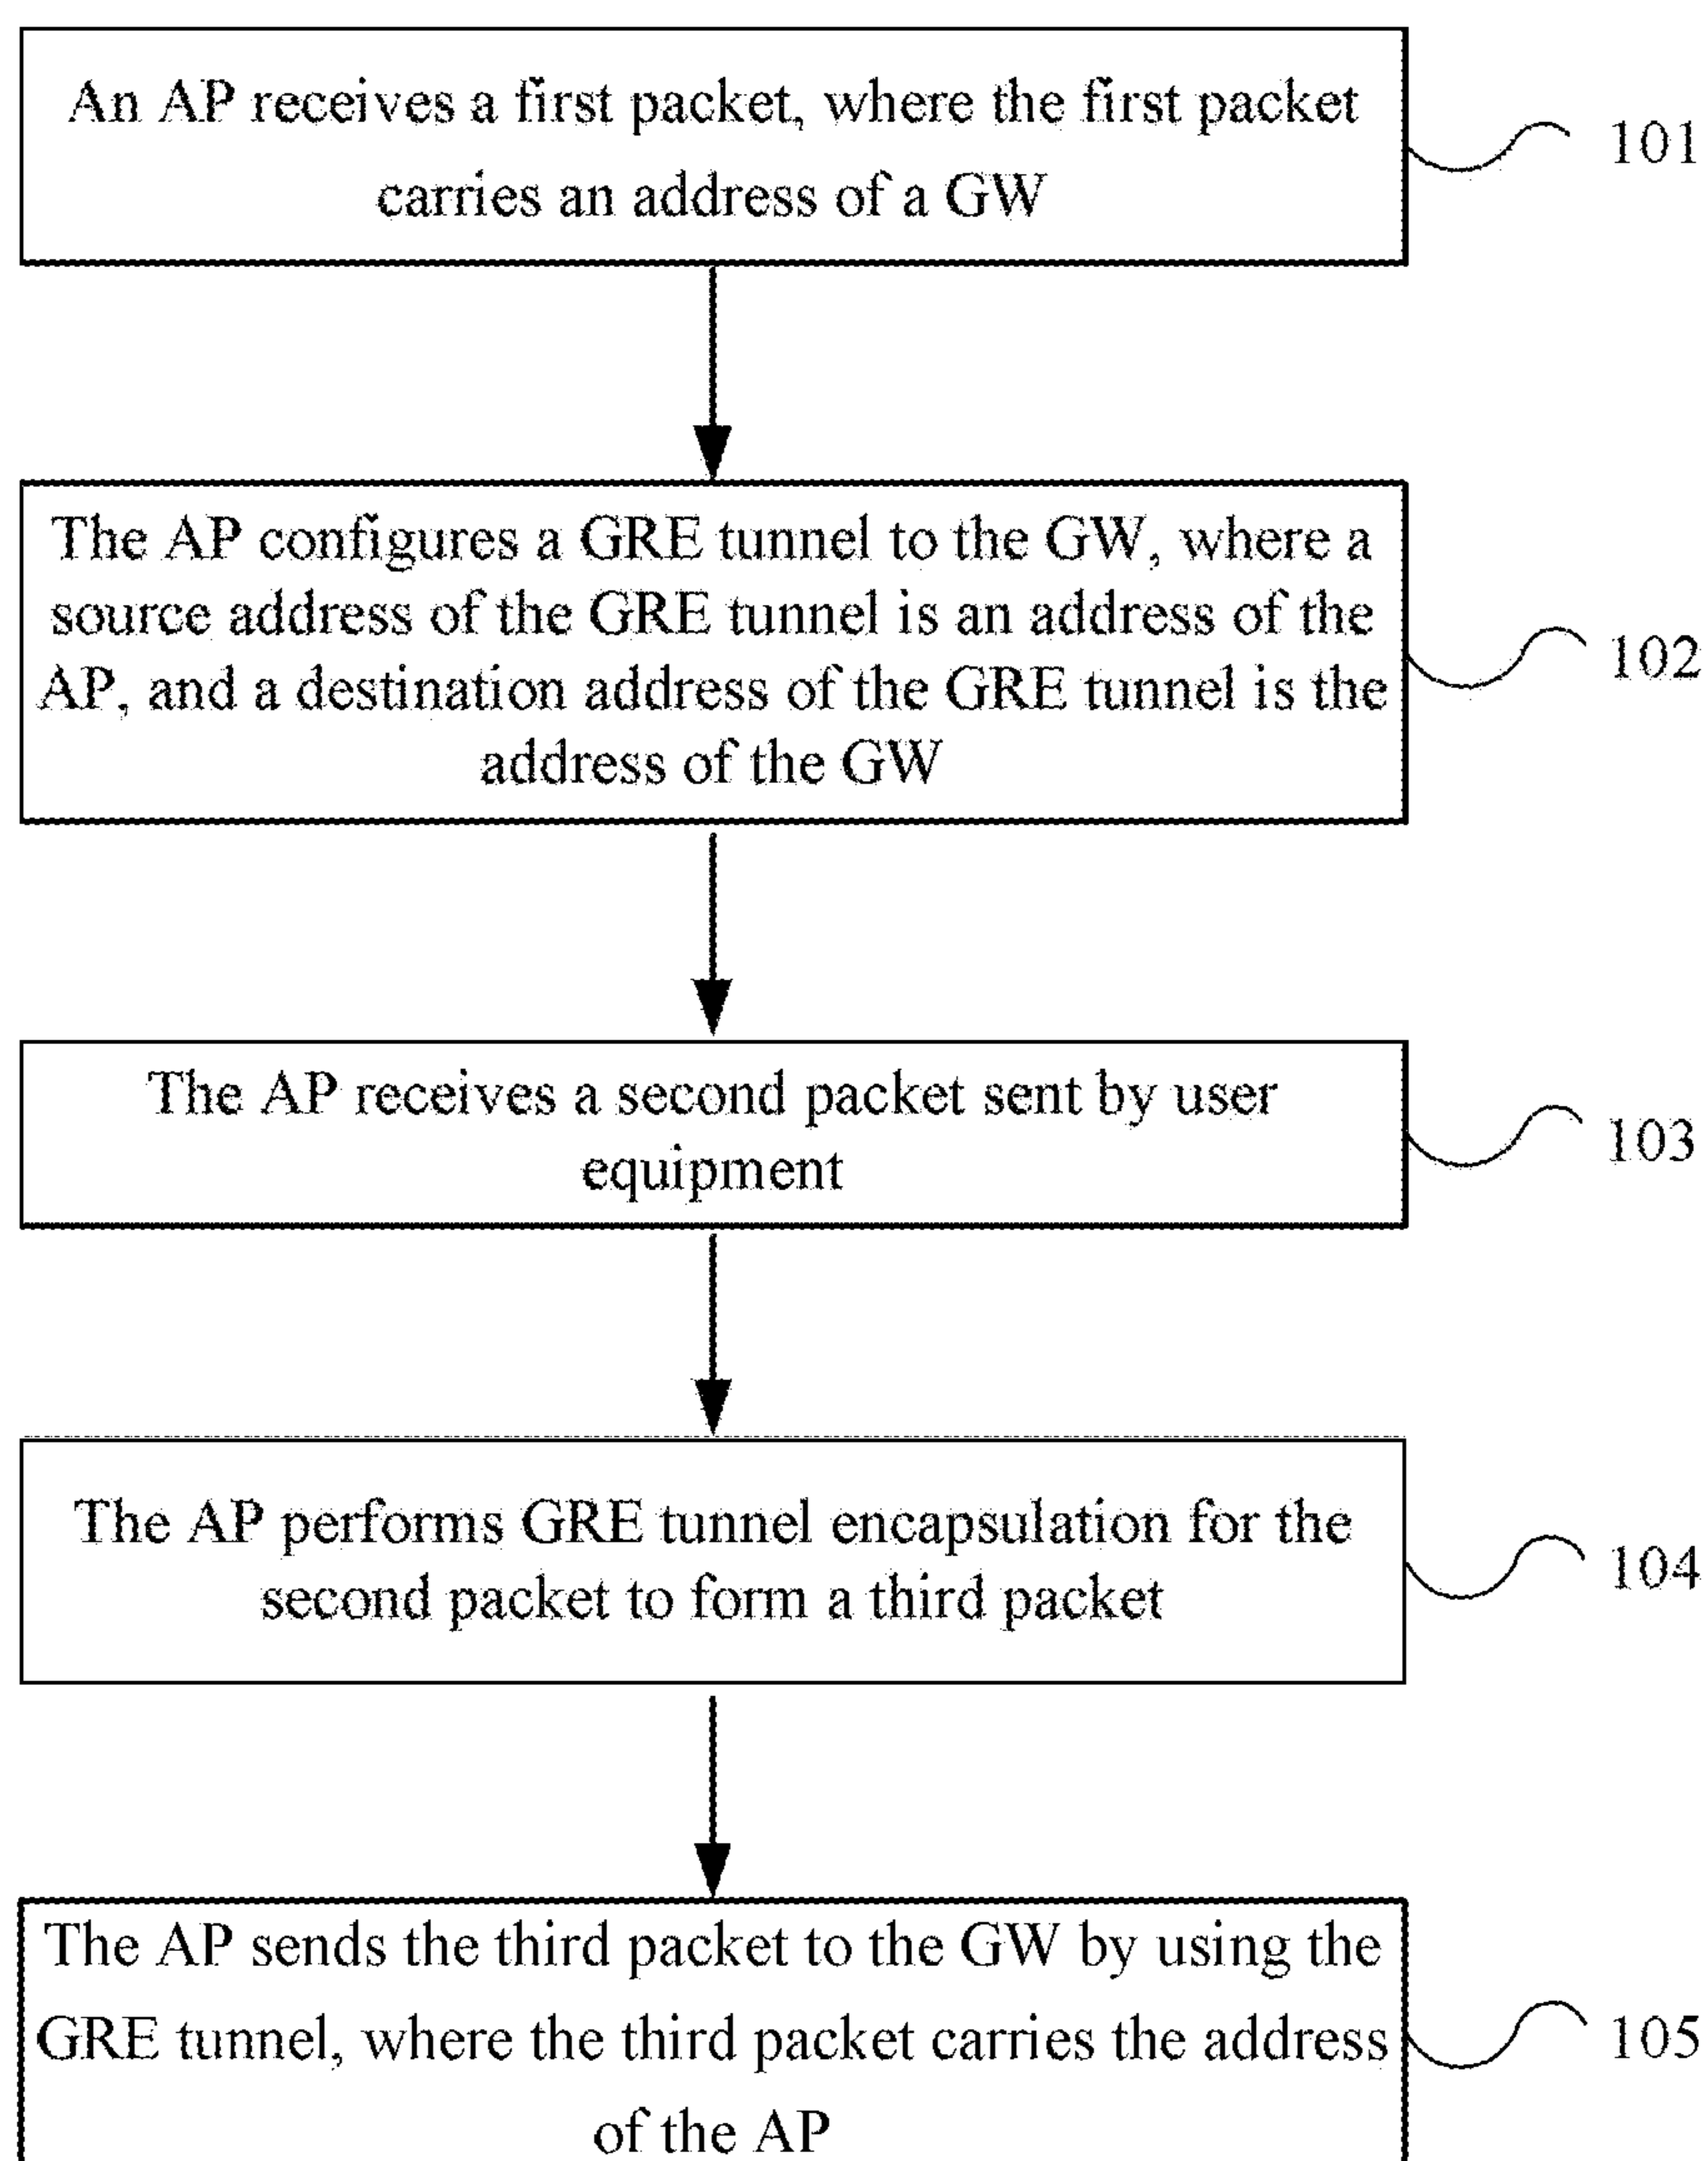 An AP receives a first packet, where the first packet
carries an address of a GW
101
The AP configures a GRE tunnel to the GW, where a
source address of the GRE tunnel is an address of the
AP, and a destination address of the GRE tunnel is the
address of the GW
102
The AP receives a second packet sent by user
equipment
103
The AP performs GRE tunnel encapsulation for the
second packet to form a third packet
104
The AP sends the third packet to the GW by using the
GRE tunnel, where the third packet carries the address
of the AP
105